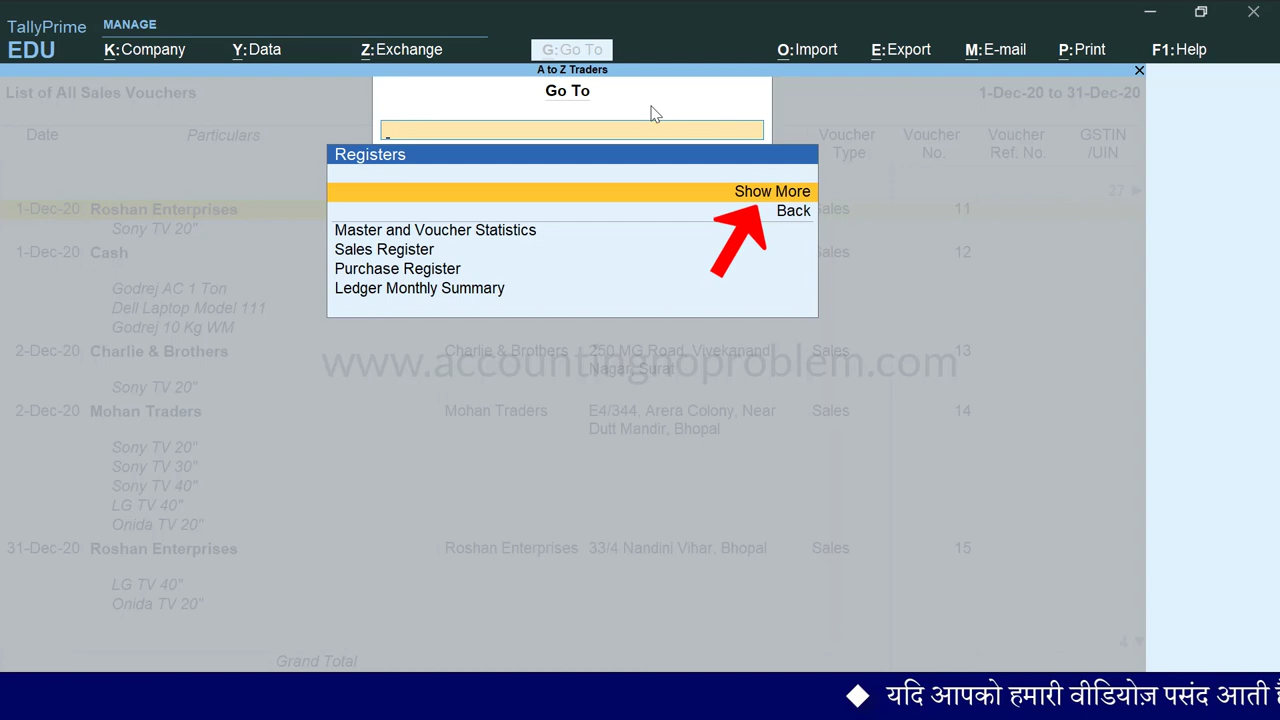 TallyPrime
EDU
MANAGE
K:Company Y:Data Z:Exchange G:Go To O:Import E:Export M:E-mail P:Print F1:Help
A to Z Traders
List of All Sales Vouchers 1-Dec-20 to 31-Dec-20
Go To
Date Particulars Voucher Type Voucher No. Voucher Ref. No. GSTIN /UIN
Registers
27
Show More
Back
Master and Voucher Statistics
Sales Register
Purchase Register
Ledger Monthly Summary
1-Dec-20 Roshan Enterprises Sales 11
Sony TV 20"
1-Dec-20 Cash 12
Godrej AC 1 Ton
Dell Laptop Model 111
Godrej 10 Kg WM
2-Dec-20 Charlie & Brothers Charlie & Brothers 250 MG Road, Vivekanand Sales 13
Nagar, Surat
www.accountingnoproblem.com
Sony TV 20"
2-Dec-20 Mohan Traders Mohan Traders E4/344, Arera Colony, Near Sales 14
Dutt Mandir, Bhopal
Sony TV 20"
Sony TV 30"
Sony TV 40"
LG TV 40"
Onida TV 20"
31-Dec-20 Roshan Enterprises Roshan Enterprises 33/4 Nandini Vihar, Bhopal Sales 15
LG TV 40"
Onida TV 20"
4
Grand Total
यदि आपको हमारी वीडियोज़ पसंद आती